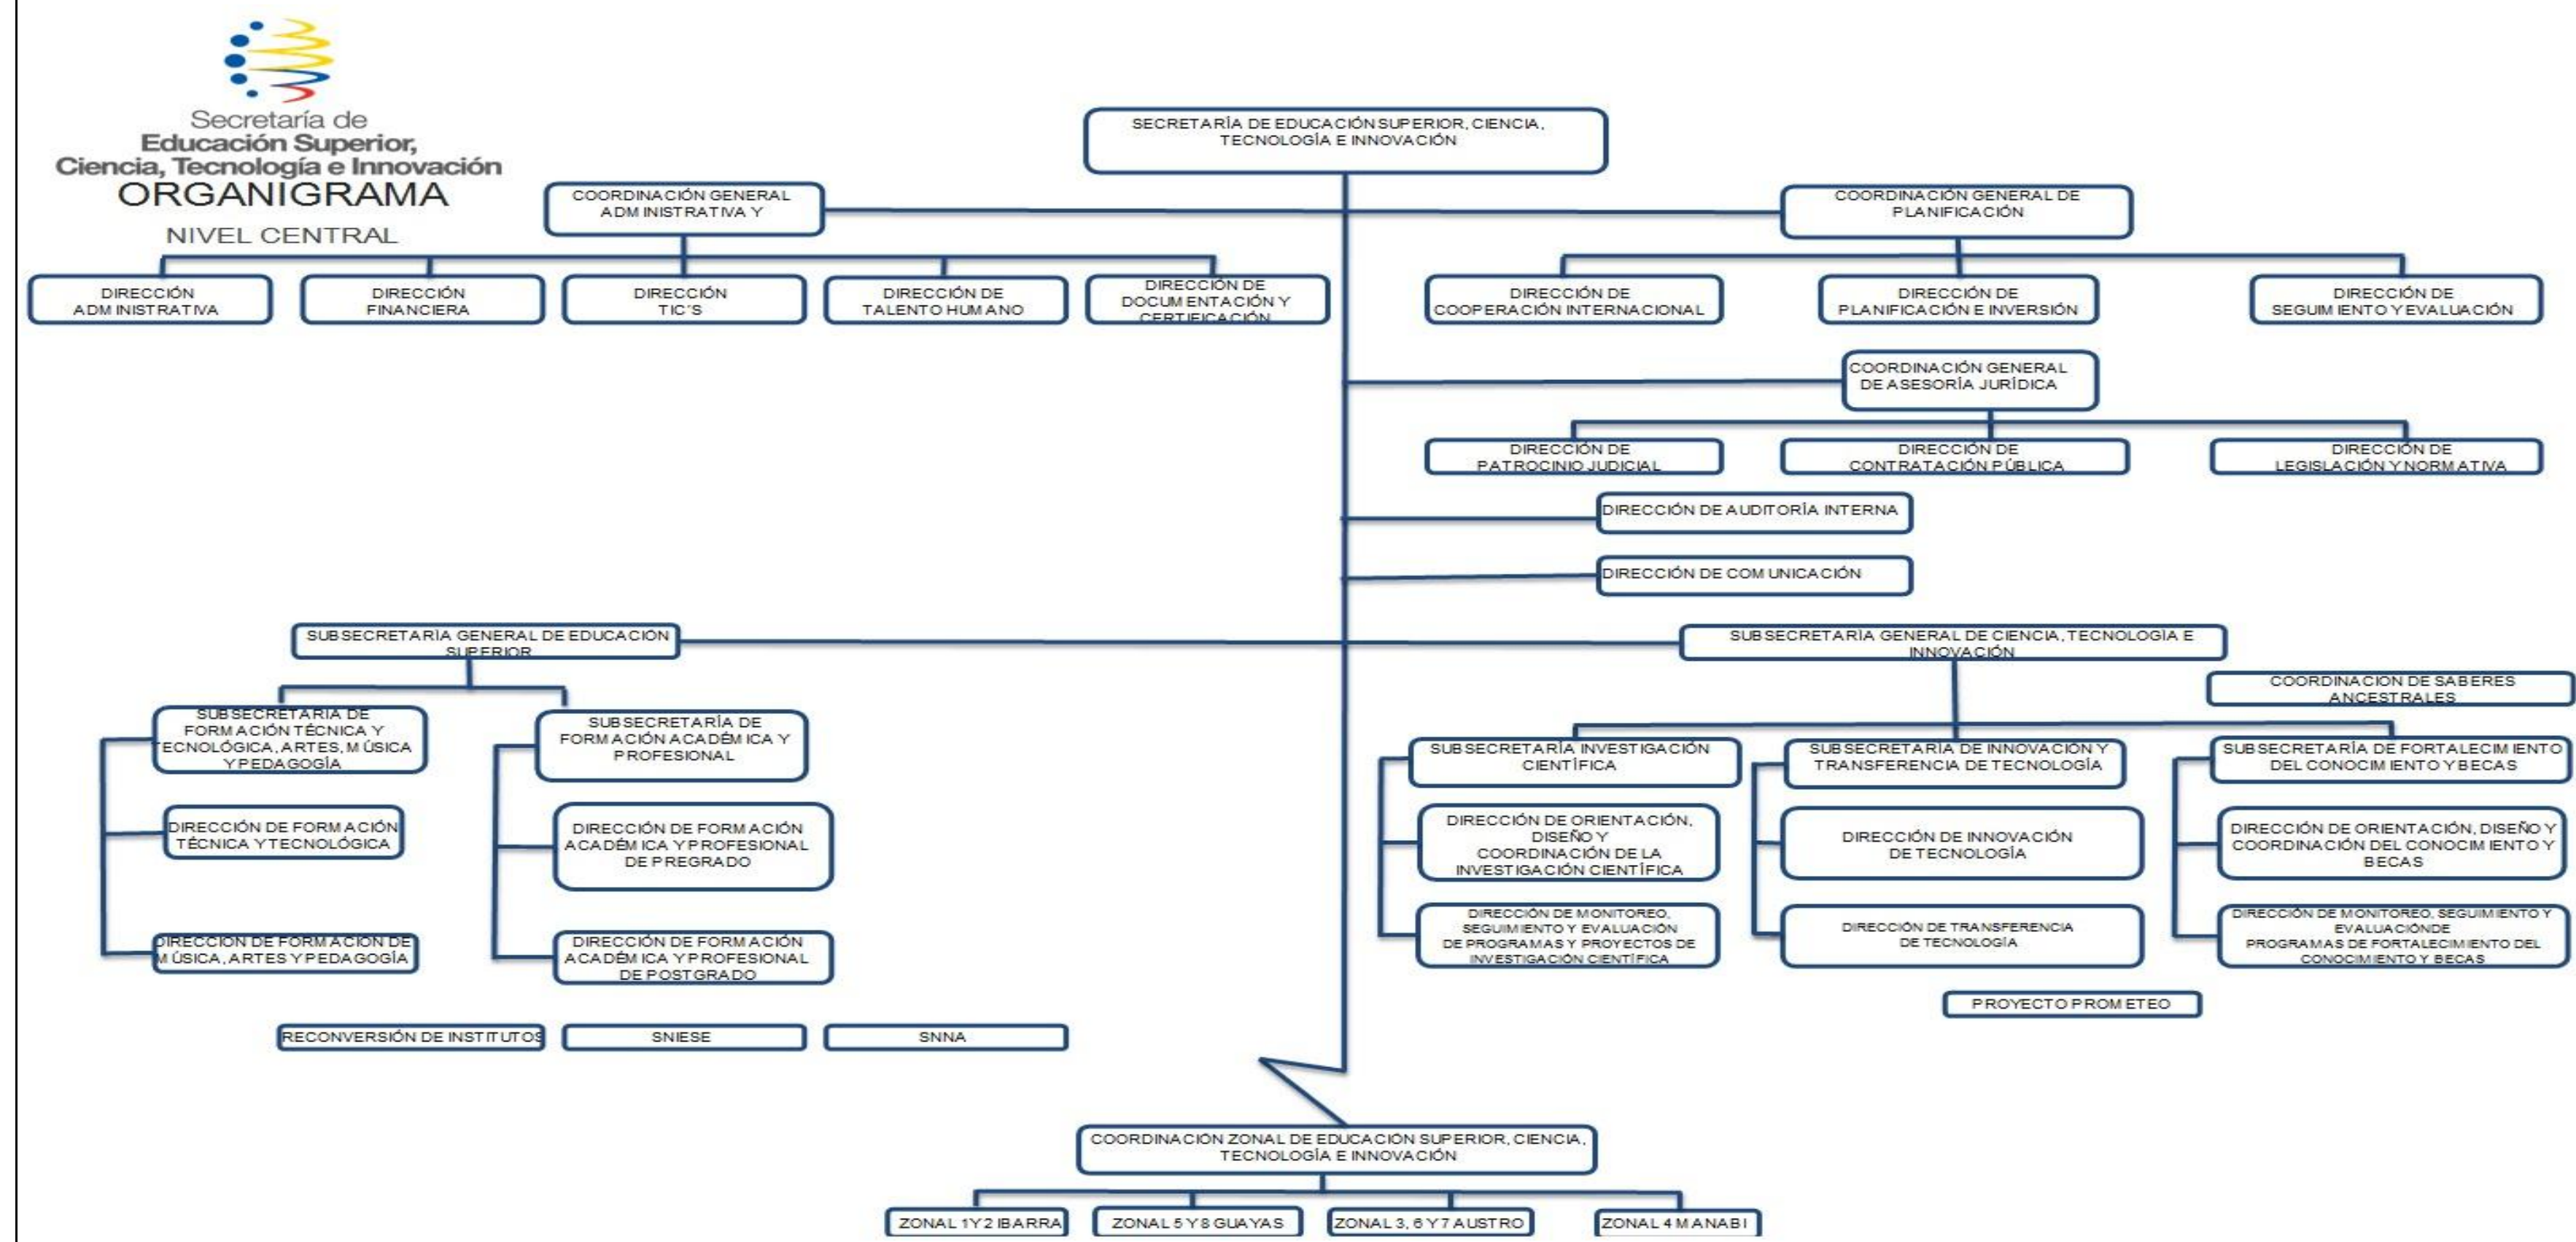 Secretaría de
Educación Superior,
Ciencia, Tecnología e Innovación
ORGANIGRAMA
NIVEL CENTRAL
SECRETARÍA DE EDUCACIÓN SUPERIOR, CIENCIA,
TECNOLOGÍA E INNOVACIÓN
COORDINACIÓN GENERAL
ADMINISTRATIVA Y
COORDINACIÓN GENERAL DE
PLANIFICACIÓN
DIRECCIÓN
ADMINISTRATIVA
DIRECCIÓN
FINANCIERA
DIRECCIÓN
TIC´S
DIRECCIÓN DE
TALENTO HUMANO
DIRECCIÓN DE
DOCUMENTACIÓN Y
CERTIFICACIÓN
DIRECCIÓN DE
COOPERACIÓN INTERNACIONAL
DIRECCIÓN DE
PLANIFICACIÓN E INVERSIÓN
DIRECCIÓN DE
SEGUIMIENTO Y EVALUACIÓN
COORDINACIÓN GENERAL
DE ASESORÍA JURÍDICA
DIRECCIÓN DE
PATROCINIO JUDICIAL
DIRECCIÓN DE
CONTRATACIÓN PÚBLICA
DIRECCIÓN DE
LEGISLACIÓN Y NORMATIVA
DIRECCIÓN DE AUDITORÍA INTERNA
DIRECCIÓN DE COMUNICACIÓN
SUBSECRETARÍA GENERAL DE EDUCACIÓN
SUPERIOR
SUBSECRETARÍA GENERAL DE CIENCIA, TECNOLOGÍA E
INNOVACIÓN
COORDINACION DE SABERES
ANCESTRALES
SUBSECRETARÍA DE
FORMACIÓN TÉCNICA Y
TECNOLÓGICA, ARTES, MÚSICA
Y PEDAGOGÍA
SUBSECRETARÍA DE
FORMACIÓN ACADÉMICA Y
PROFESIONAL
SUBSECRETARÍA INVESTIGACIÓN
CIENTÍFICA
SUBSECRETARÍA DE INNOVACIÓN Y
TRANSFERENCIA DE TECNOLOGÍA
SUBSECRETARÍA DE FORTALECIMIENTO
DEL CONOCIMIENTO Y BECAS
DIRECCIÓN DE FORMACIÓN
TÉCNICA Y TECNOLÓGICA
DIRECCIÓN DE FORMACIÓN
ACADÉMICA Y PROFESIONAL
DE PREGRADO
DIRECCIÓN DE ORIENTACIÓN,
DISEÑO Y
COORDINACIÓN DE LA
INVESTIGACIÓN CIENTÍFICA
DIRECCIÓN DE INNOVACIÓN
DE TECNOLOGÍA
DIRECCIÓN DE ORIENTACIÓN, DISEÑO Y
COORDINACIÓN DEL CONOCIMIENTO Y
BECAS
DIRECCIÓN DE FORMACIÓN DE
MÚSICA, ARTES Y PEDAGOGÍA
DIRECCIÓN DE FORMACIÓN
ACADÉMICA Y PROFESIONAL
DE POSTGRADO
DIRECCIÓN DE MONITOREO,
SEGUIMIENTO Y EVALUACIÓN
DE PROGRAMAS Y PROYECTOS DE
INVESTIGACIÓN CIENTÍFICA
DIRECCIÓN DE TRANSFERENCIA
DE TECNOLOGÍA
DIRECCIÓN DE MONITOREO, SEGUIMIENTO Y
EVALUACIÓNDE
PROGRAMAS DE FORTALECIMIENTO DEL
CONOCIMIENTO Y BECAS
PROYECTO PROMETEO
RECONVERSIÓN DE INSTITUTOS
SNIESE
SNNA
COORDINACIÓN ZONAL DE EDUCACIÓN SUPERIOR, CIENCIA,
TECNOLOGÍA E INNOVACIÓN
ZONAL 1 Y 2 IBARRA
ZONAL 5 Y 8 GUAYAS
ZONAL 3, 6 Y 7 AUSTRO
ZONAL 4 MANABI